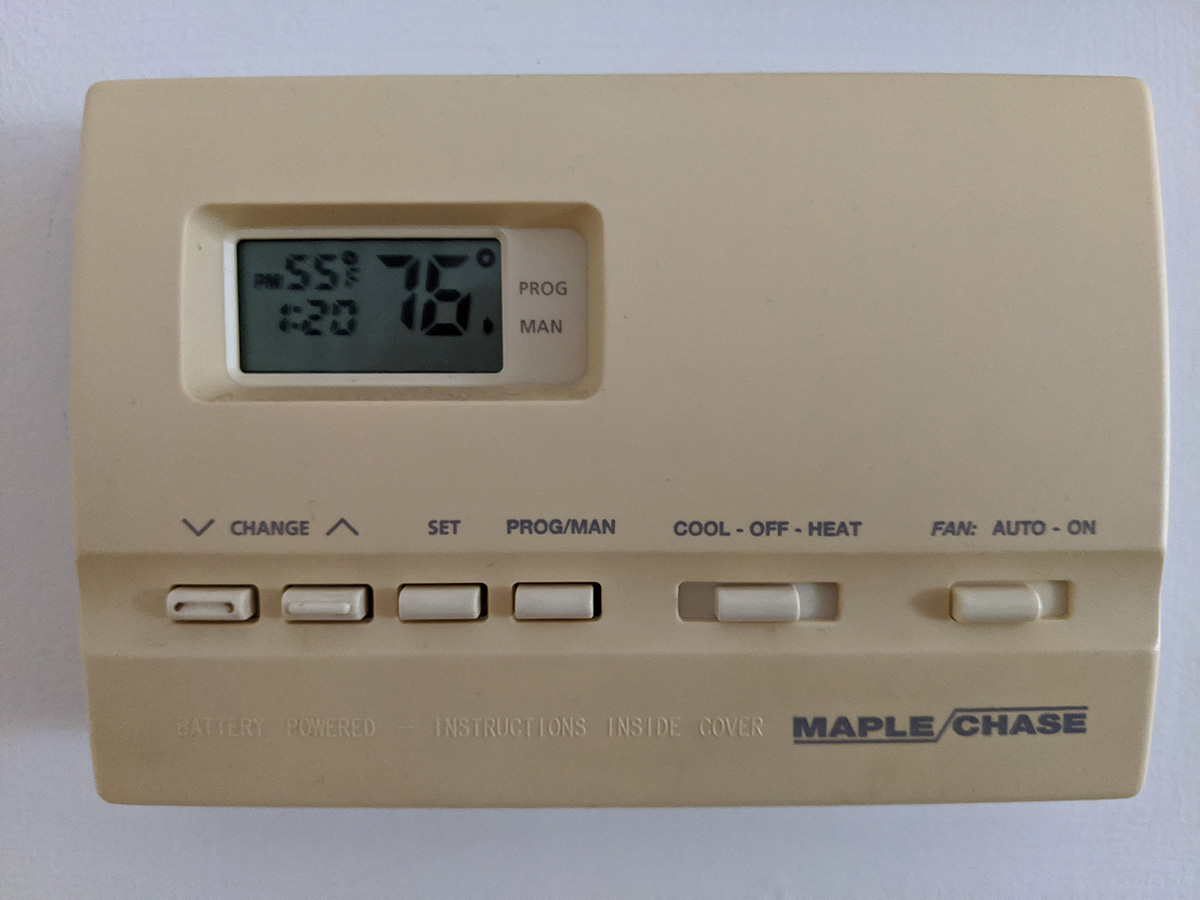 PM 55°F 76°
1:20
PROG
MAN
CHANGE SET PROG/MAN COOL - OFF - HEAT FAN: AUTO - ON
BATTERY POWERED - INSTRUCTIONS INSIDE COVER
MAPLE/CHASE